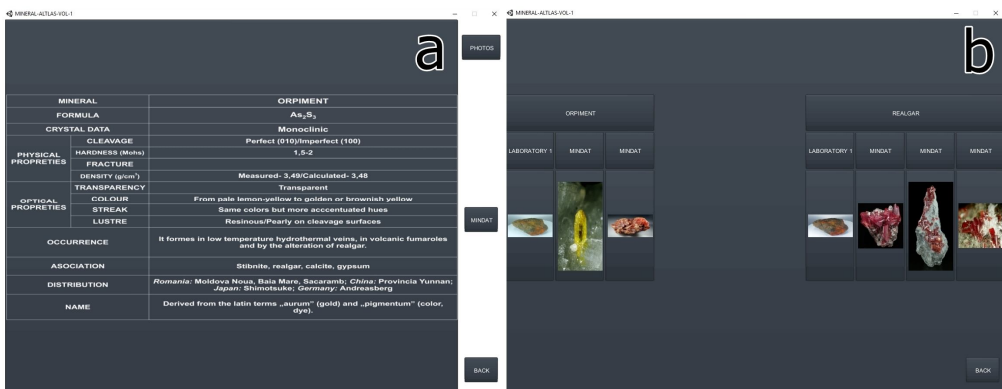 MINERAL-ALTLAS-VOL-1
a
PHOTOS
MINERAL ORPIMENT
FORMULA As₂S₃
CRYSTAL DATA Monoclinic
PHYSICAL PROPRETIES
CLEAVAGE Perfect (010)/Imperfect (100)
HARDNESS (Mohs) 1,5-2
FRACTURE
DENSITY (g/cm³) Measured- 3,49/Calculated- 3,48
OPTICAL PROPRETIES
TRANSPARENCY Transparent
COLOUR From pale lemon-yellow to golden or brownish yellow
STREAK Same colors but more acccentuated hues
LUSTRE Resinous/Pearly on cleavage surfaces
OCCURRENCE It formes in low temperature hydrothermal veins, in volcanic fumaroles
and by the alteration of realgar.
ASOCIATION Stibnite, realgar, calcite, gypsum
DISTRIBUTION Romania: Moldova Noua, Baia Mare, Sacaramb; China: Provincia Yunnan;
Japan: Shimotsuke; Germany: Andreasberg
NAME Derived from the latin terms „aurum" (gold) and „pigmentum" (color,
dye).
MINDAT
BACK
MINERAL-ALTLAS-VOL-1
b
ORPIMENT
LABORATORY 1 MINDAT MINDAT
REALGAR
LABORATORY 1 MINDAT MINDAT MINDAT
BACK